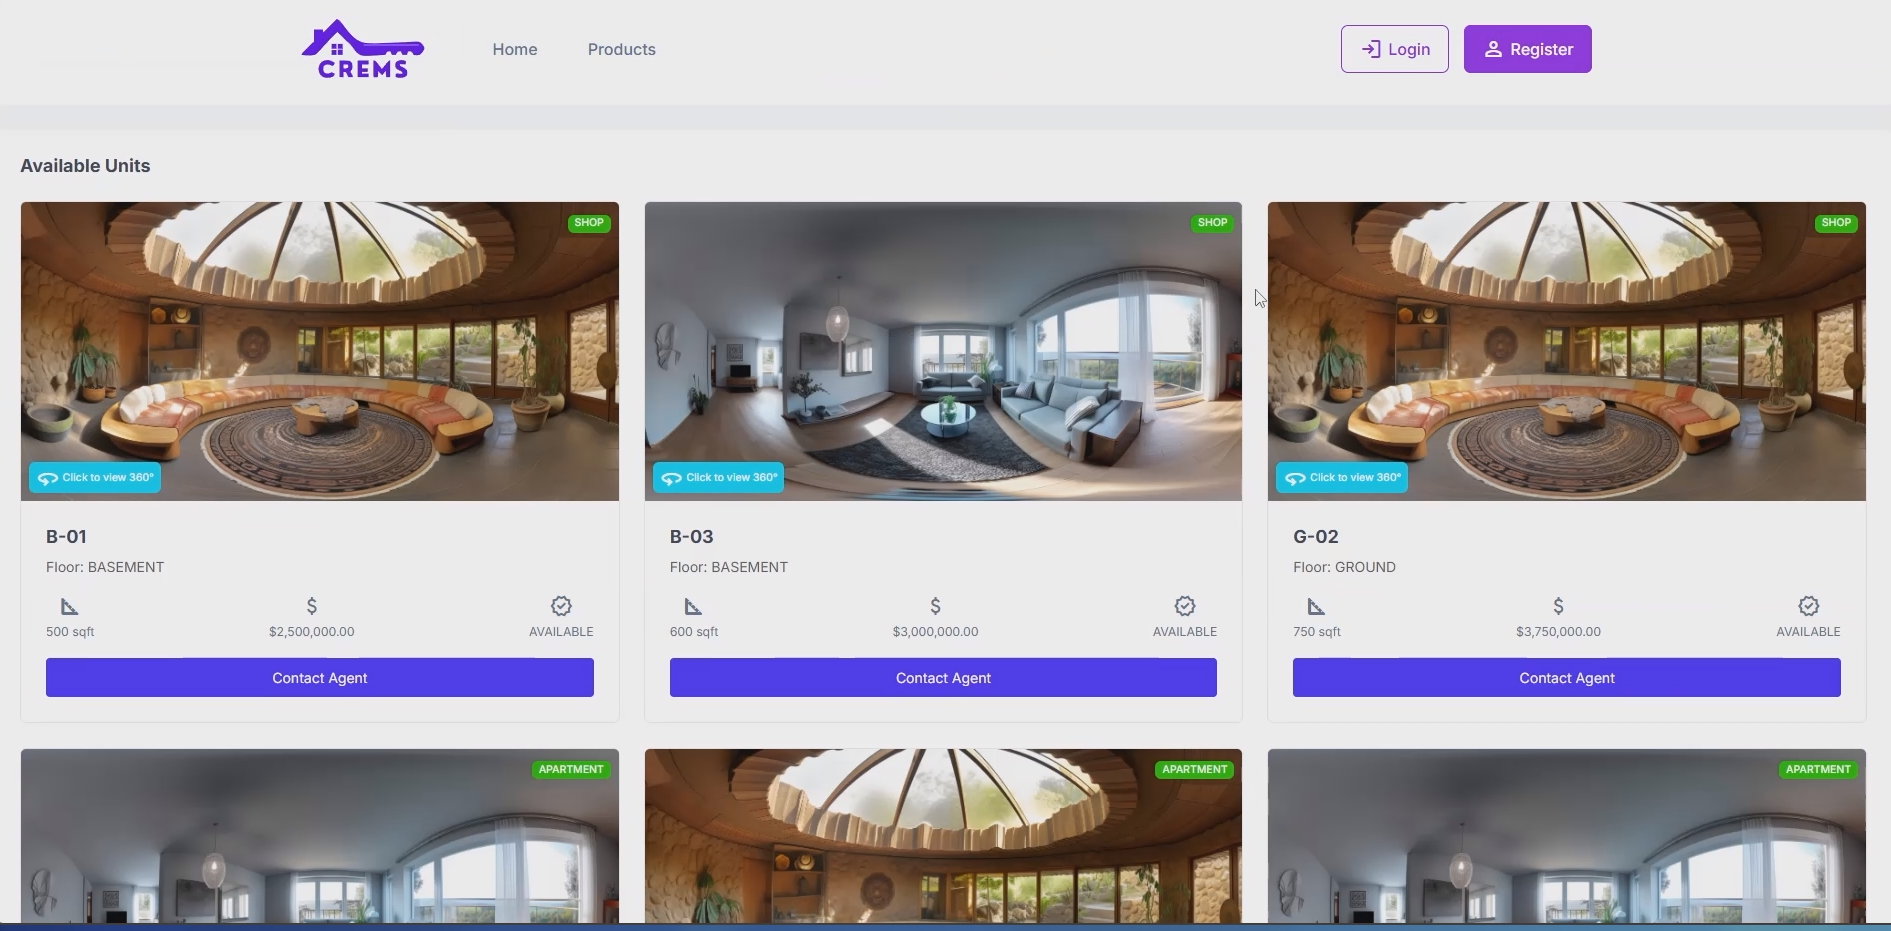 CREMS
Home
Products
Login
Register
Available Units
SHOP
Click to view 360°
B-01
Floor: BASEMENT
500 sqft
$2,500,000.00
AVAILABLE
Contact Agent
SHOP
Click to view 360°
B-03
Floor: BASEMENT
600 sqft
$3,000,000.00
AVAILABLE
Contact Agent
SHOP
Click to view 360°
G-02
Floor: GROUND
750 sqft
$3,750,000.00
AVAILABLE
Contact Agent
APARTMENT
APARTMENT
APARTMENT